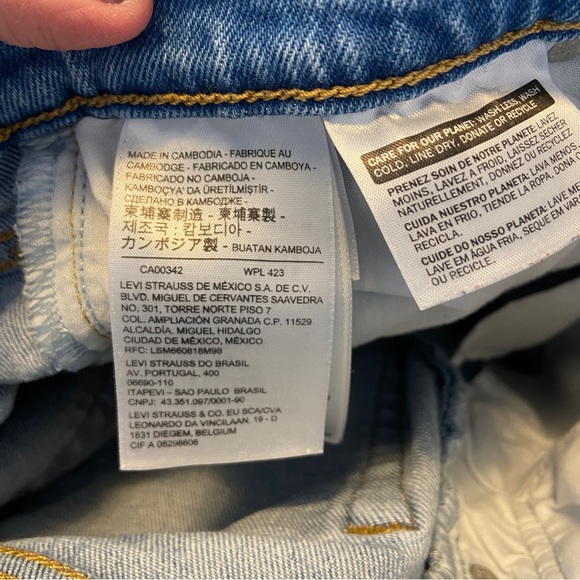 MADE IN CAMBODIA - FABRIQUE AU
CAMBODGE - FABRICADO EN CAMBOYA -
FABRICADO NO CAMBOJA -
KAMBOÇYA' DA ÜRETİLMİŞTİR -
СДЕЛАНО В КАМБОДЖЕ -
柬埔寨制造 - 柬埔寨製 -
제조국 : 캄보디아 -
カンボジア製 - BUATAN KAMBOJA
CA00342 WPL 423
LEVI STRAUSS DE MÉXICO S.A. DE C.V.
BLVD. MIGUEL DE CERVANTES SAAVEDRA
NO. 301, TORRE NORTE PISO 7
COL. AMPLIACIÓN GRANADA C.P. 11529
ALCALDÍA, MIGUEL HIDALGO
CIUDAD DE MÉXICO, MÉXICO
RFC: LSM660818M98
LEVI STRAUSS DO BRASIL
AV. PORTUGAL, 400
06690-110
ITAPEVI – SAO PAULO BRASIL
CNPJ: 43.351.097/0001-90
LEVI STRAUSS & CO. EU SCA/CVA
LEONARDO DA VINCILAAN, 19 - D
1831 DIEGEM, BELGIUM
CIF A 08298808
CARE FOR OUR PLANET: WASH LESS, WASH
COLD, LINE DRY, DONATE OR RECYCLE
PRENEZ SOIN DE NOTRE PLANETE: LAVEZ
MOINS, LAVEZ A FROID, LAISSEZ SECHER
NATURELLEMENT, DONNEZ OU RECYCLEZ.
CUIDA NUESTRO PLANETA: LAVA MENOS,
LAVA EN FRIO, TIENDE LA ROPA, DONA
RECICLA.
CUIDE DO NOSSO PLANETA: LAVE M
LAVE EM ÁGUA FRIA, SEQUE EM VAR
OU RECICLE.